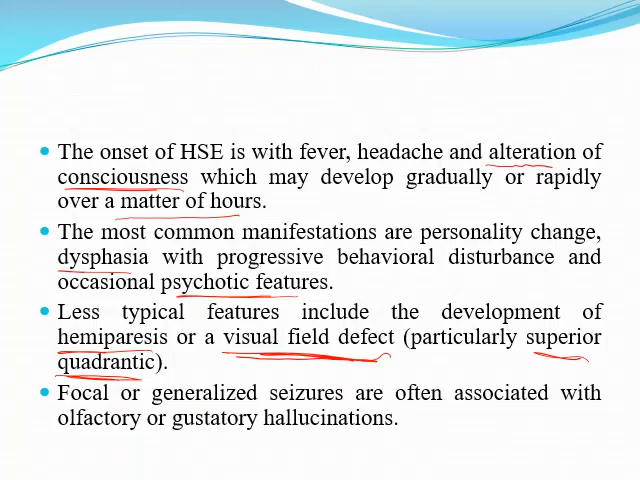 The onset of HSE is with fever, headache and alteration of
consciousness which may develop gradually or rapidly
over a matter of hours.
The most common manifestations are personality change,
dysphasia with progressive behavioral disturbance and
occasional psychotic features.
Less typical features include the development of
hemiparesis or a visual field defect (particularly superior
quadrantic).
Focal or generalized seizures are often associated with
olfactory or gustatory hallucinations.